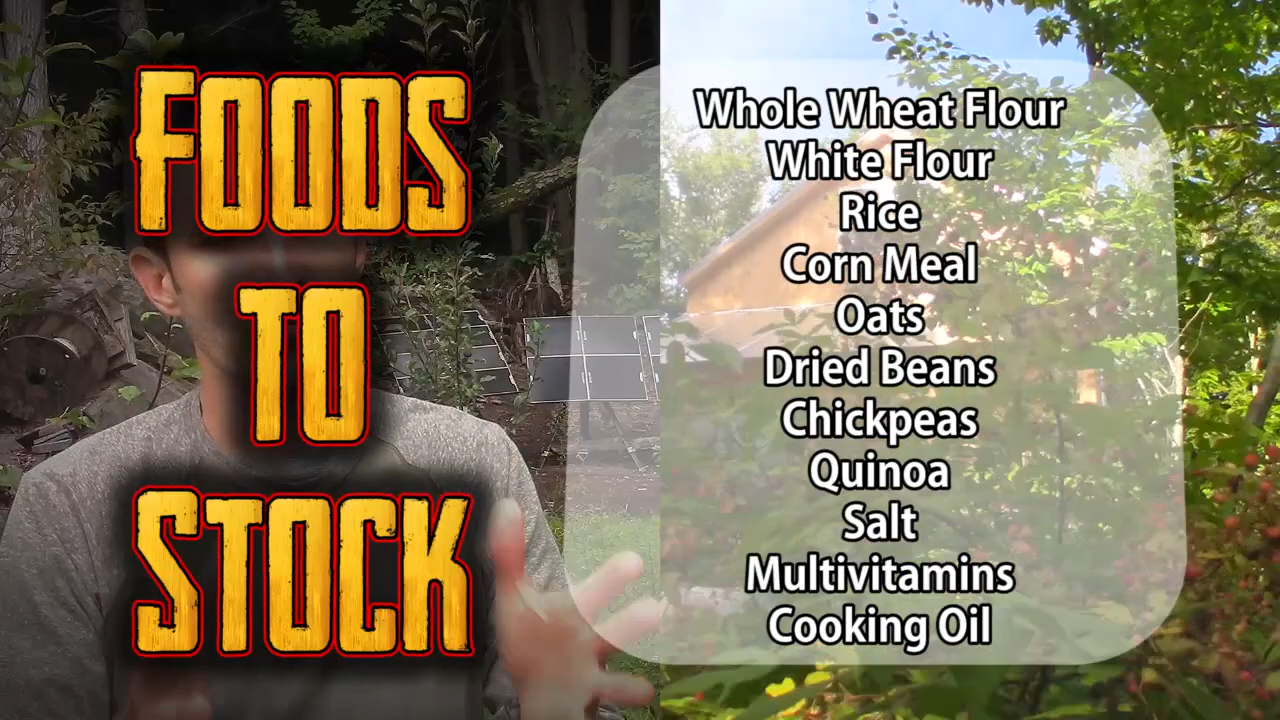 Foods
to
Stock
Whole Wheat Flour
White Flour
Rice
Corn Meal
Oats
Dried Beans
Chickpeas
Quinoa
Salt
Multivitamins
Cooking Oil